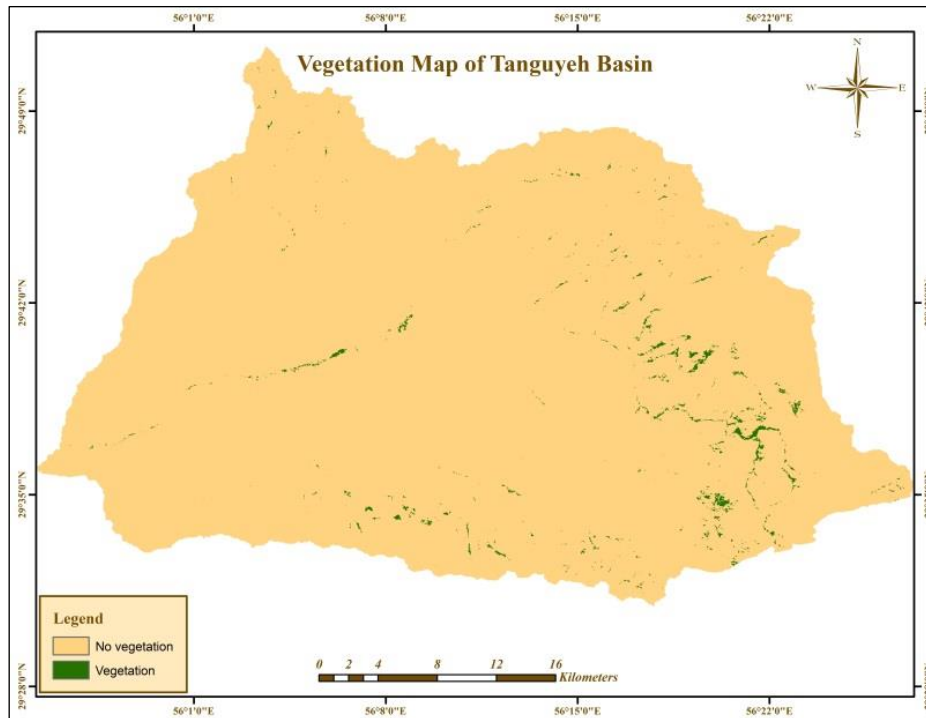 56°1'0"E 56°8'0"E 56°15'0"E 56°22'0"E
Vegetation Map of Tanguyeh Basin
N
W E
S
29°49'0"N
29°42'0"N
29°35'0"N
29°28'0"N
Legend
No vegetation
Vegetation
0 2 4 8 12 16
Kilometers
56°1'0"E 56°8'0"E 56°15'0"E 56°22'0"E